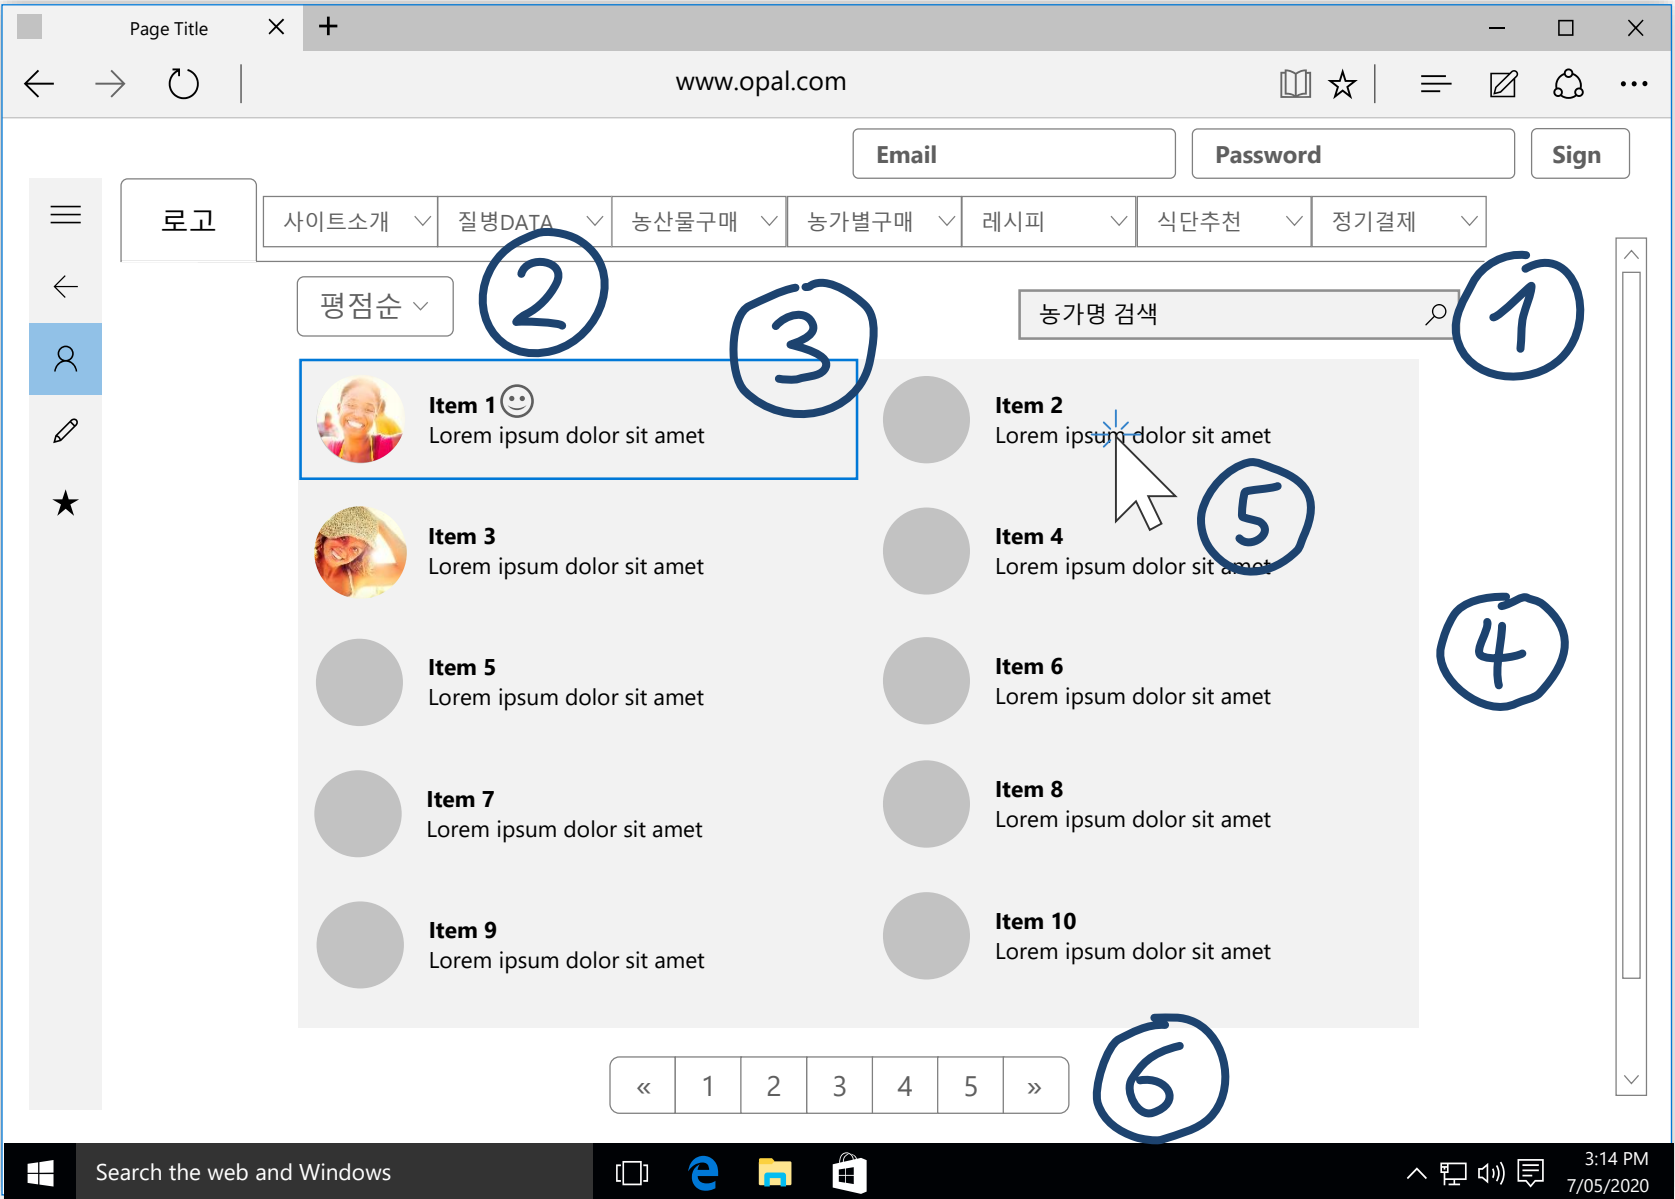 Page Title
www.opal.com
Email Password Sign
로고 사이트소개 질병DATA 농산물구매 농가별구매 레시피 식단추천 정기결제
평점순 2 3 농가명 검색 1
Item 1
Lorem ipsum dolor sit amet
Item 2
Lorem ipsum dolor sit amet
5
Item 3
Lorem ipsum dolor sit amet
Item 4
Lorem ipsum dolor sit amet
4
Item 5
Lorem ipsum dolor sit amet
Item 6
Lorem ipsum dolor sit amet
Item 7
Lorem ipsum dolor sit amet
Item 8
Lorem ipsum dolor sit amet
Item 9
Lorem ipsum dolor sit amet
Item 10
Lorem ipsum dolor sit amet
« 1 2 3 4 5 » 6
Search the web and Windows
3:14 PM
7/05/2020